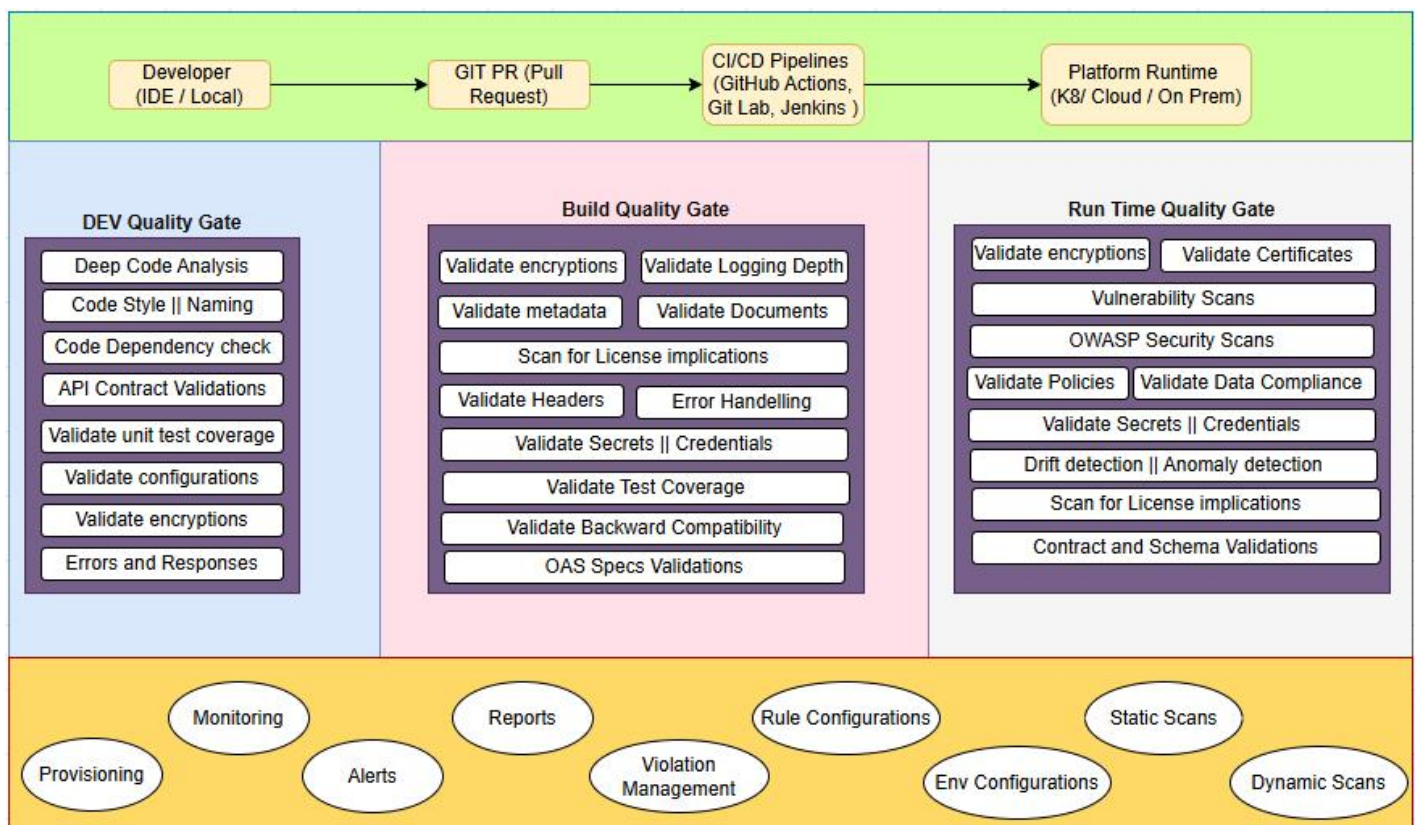 Developer
(IDE / Local)
GIT PR (Pull
Request)
CI/CD Pipelines
(GitHub Actions,
Git Lab, Jenkins )
Platform Runtime
(K8/ Cloud / On Prem)
DEV Quality Gate
Deep Code Analysis
Code Style || Naming
Code Dependency check
API Contract Validations
Validate unit test coverage
Validate configurations
Validate encryptions
Errors and Responses
Build Quality Gate
Validate encryptions
Validate Logging Depth
Validate metadata
Validate Documents
Scan for License implications
Validate Headers
Error Handelling
Validate Secrets || Credentials
Validate Test Coverage
Validate Backward Compatibility
OAS Specs Validations
Run Time Quality Gate
Validate encryptions
Validate Certificates
Vulnerability Scans
OWASP Security Scans
Validate Policies
Validate Data Compliance
Validate Secrets || Credentials
Drift detection || Anomaly detection
Scan for License implications
Contract and Schema Validations
Provisioning
Monitoring
Alerts
Reports
Violation
Management
Rule Configurations
Env Configurations
Static Scans
Dynamic Scans